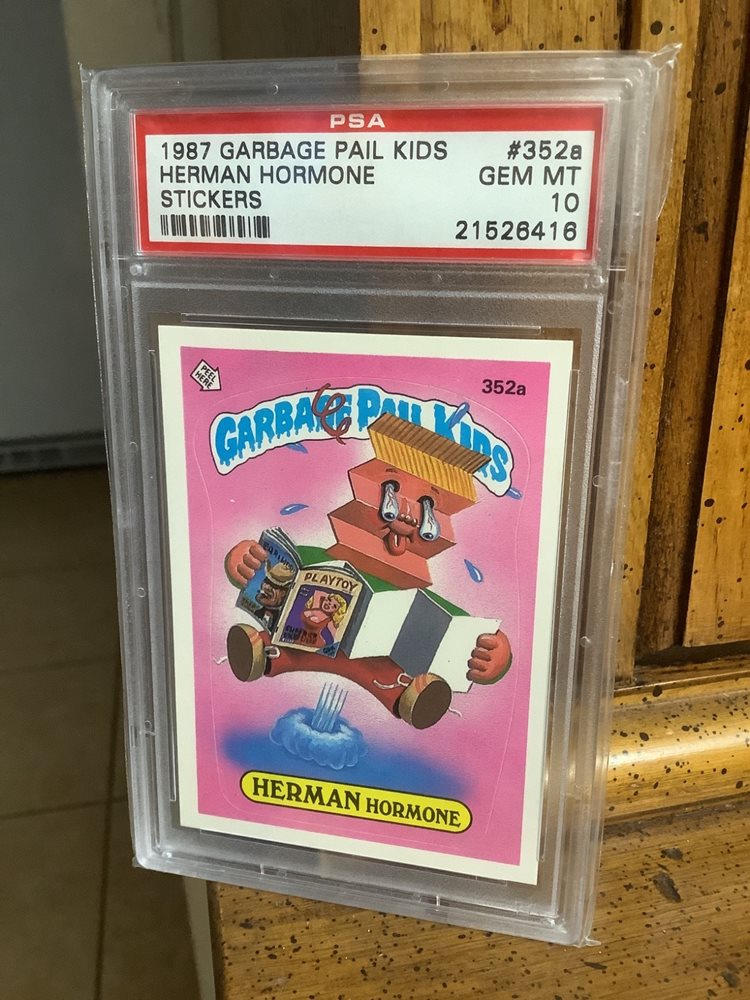 PSA
1987 GARBAGE PAIL KIDS #352a
HERMAN HORMONE GEM MT
STICKERS 10
21526416
PEEL HERE
352a
GARBAGE PAIL KIDS
PLAYTOY
HERMAN HORMONE